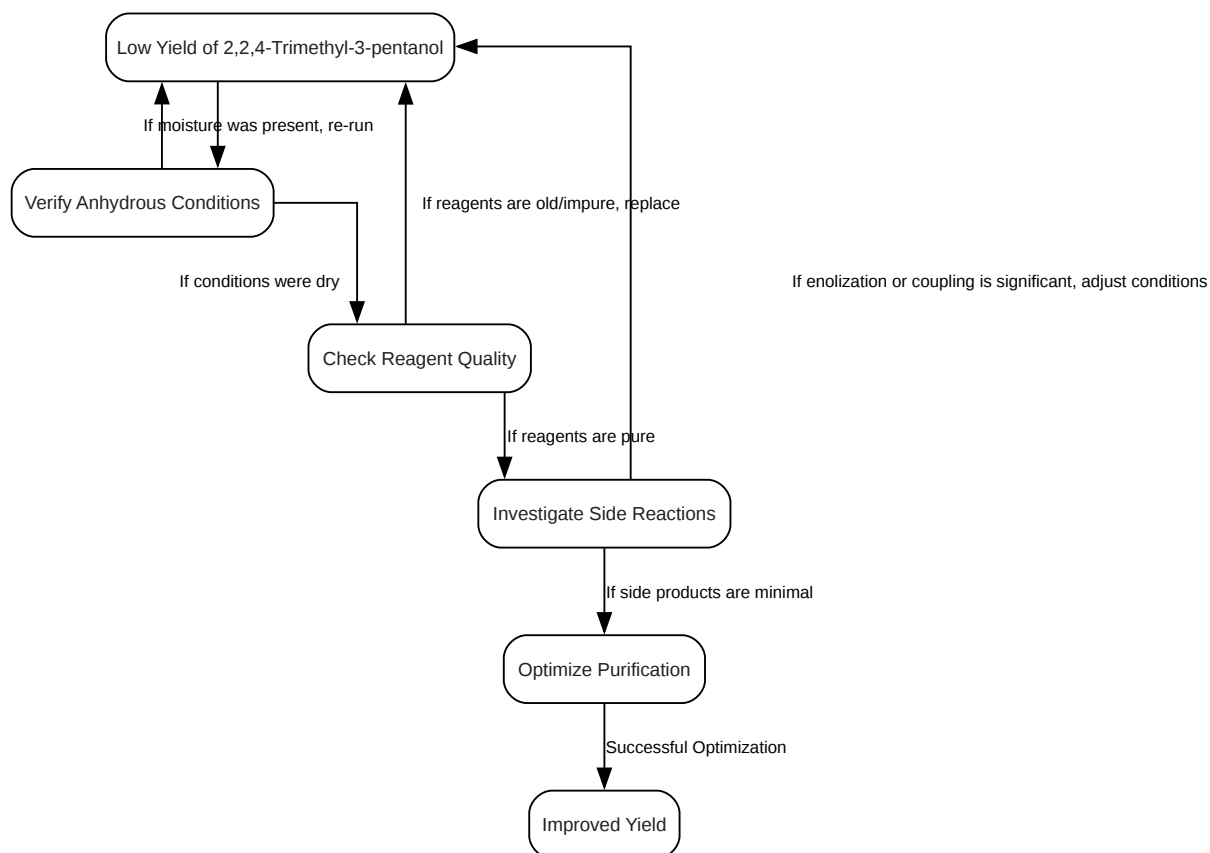 Low Yield of 2,2,4-Trimethyl-3-pentanol
If moisture was present, re-run
Verify Anhydrous Conditions
If reagents are old/impure, replace
If conditions were dry
If enolization or coupling is significant, adjust conditions
Check Reagent Quality
If reagents are pure
Investigate Side Reactions
If side products are minimal
Optimize Purification
Successful Optimization
Improved Yield